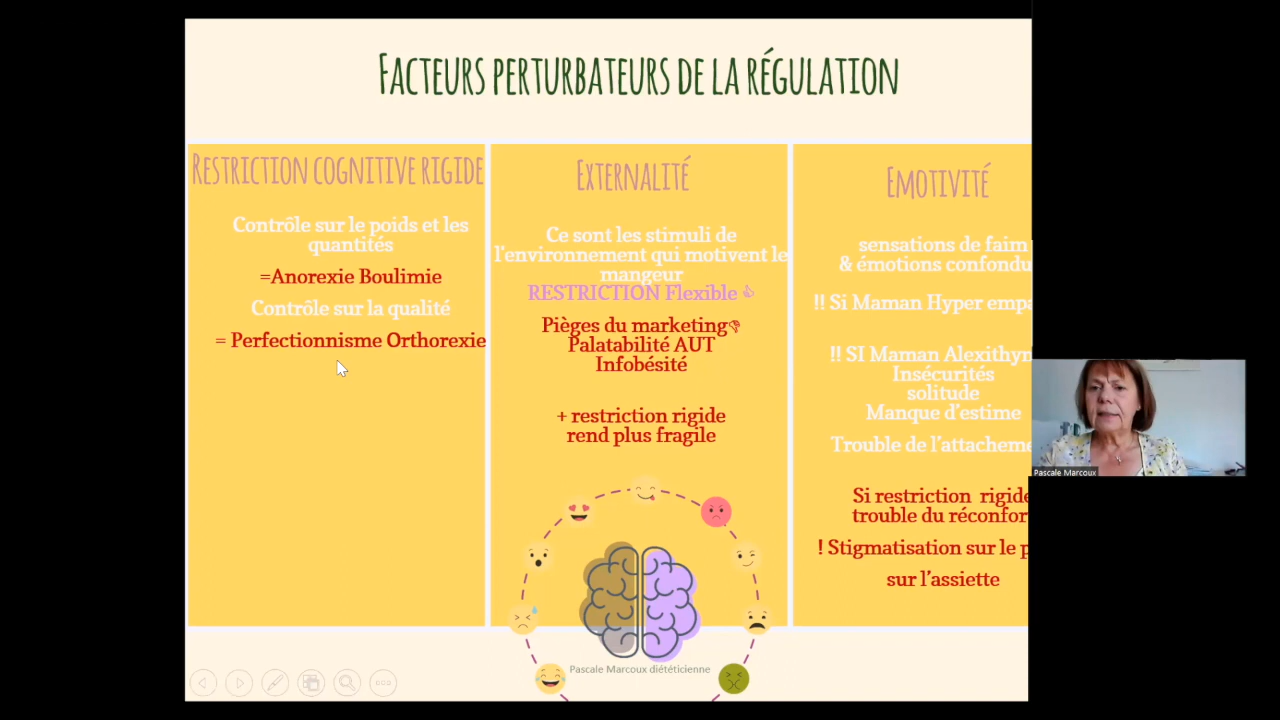 FACTEURS PERTURBATEURS DE LA RÉGULATION
RESTRICTION COGNITIVE RIGIDE
Contrôle sur le poids et les
quantités
=Anorexie Boulimie
Contrôle sur la qualité
= Perfectionnisme Orthorexie
EXTERNALITÉ
Ce sont les stimuli de
l'environnement qui motivent le
mangeur
RESTRICTION Flexible
Pièges du marketing
Palatabilité AUT
Infobésité
+ restriction rigide
rend plus fragile
EMOTIVITÉ
sensations de faim
& émotions confondu
!! Si Maman Hyper empa
!! SI Maman Alexithym
Insécurités
solitude
Manque d'estime
Trouble de l'attacheme
Si restriction rigide
trouble du réconfor
! Stigmatisation sur le p
sur l'assiette
Pascale Marcoux diététicienne
Pascale Marcoux